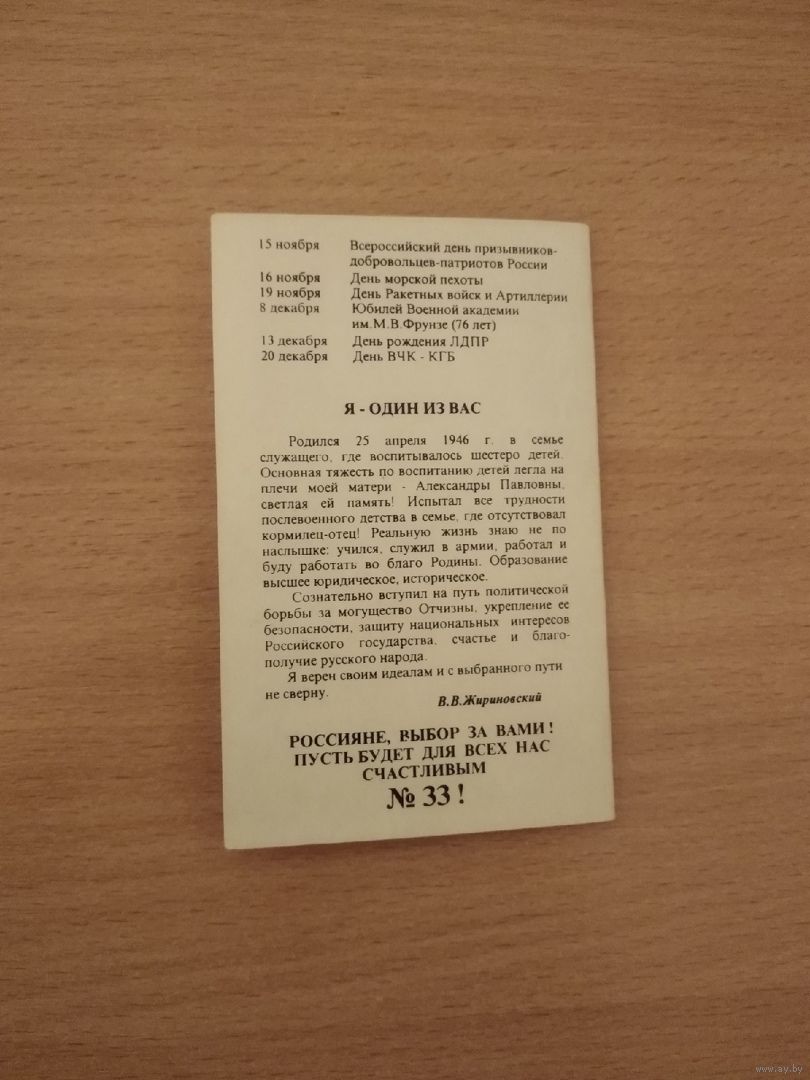 15 ноября Всероссийский день призывников-
добровольцев-патриотов России
16 ноября День морской пехоты
19 ноября День Ракетных войск и Артиллерии
8 декабря Юбилей Военной академии
им.М.В.Фрунзе (76 лет)
13 декабря День рождения ЛДПР
20 декабря День ВЧК - КГБ
Я - ОДИН ИЗ ВАС
Родился 25 апреля 1946 г. в семье
служащего, где воспитывалось шестеро детей.
Основная тяжесть по воспитанию детей легла на
плечи моей матери - Александры Павловны,
светлая ей память! Испытал все трудности
послевоенного детства в семье, где отсутствовал
кормилец-отец! Реальную жизнь знаю не по
наслышке: учился, служил в армии, работал и
буду работать во благо Родины. Образование
высшее юридическое, историческое.
Сознательно вступил на путь политической
борьбы за могущество Отчизны, укрепление ее
безопасности, защиту национальных интересов
Российского государства, счастье и благо-
получие русского народа.
Я верен своим идеалам и с выбранного пути
не сверну.
В.В.Жириновский
РОССИЯНЕ, ВЫБОР ЗА ВАМИ!
ПУСТЬ БУДЕТ ДЛЯ ВСЕХ НАС
СЧАСТЛИВЫМ
№ 33!
www.ay.by